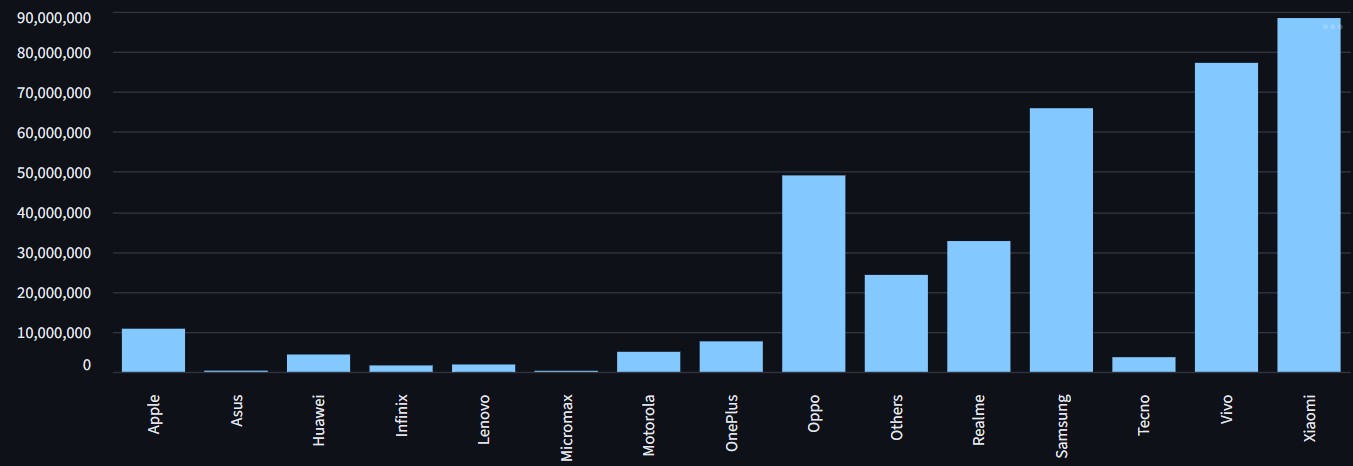 90,000,000
80,000,000
70,000,000
60,000,000
50,000,000
40,000,000
30,000,000
20,000,000
10,000,000
0
Apple
Asus
Huawei
Infinix
Lenovo
Micromax
Motorola
OnePlus
Oppo
Others
Realme
Samsung
Tecno
Vivo
Xiaomi